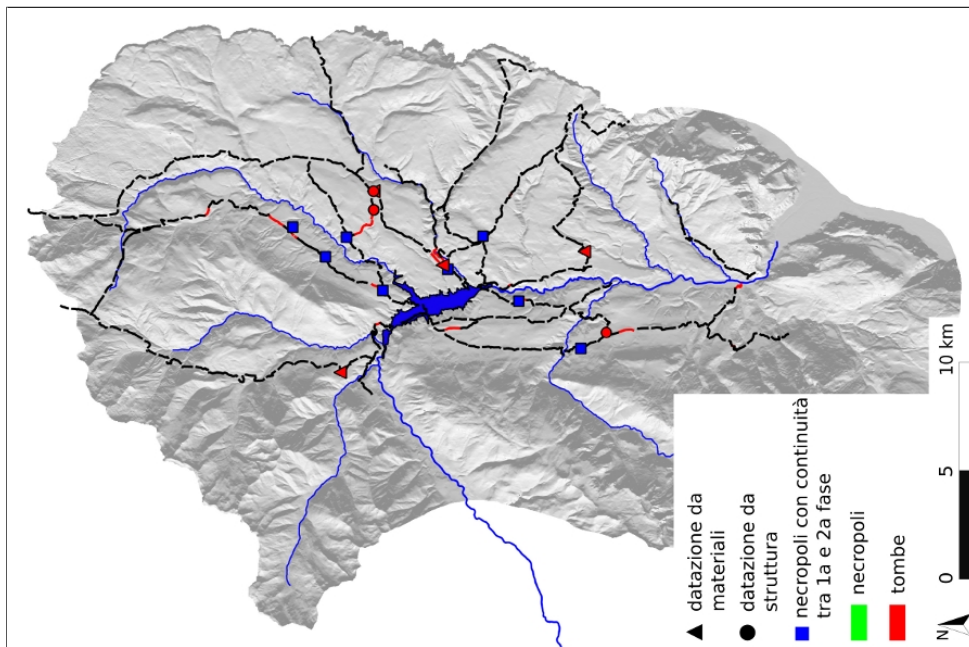 datazione da
materiali
datazione da
struttura
necropoli con continuità
tra 1a e 2a fase
necropoli
tombe
N
0 5 10 km